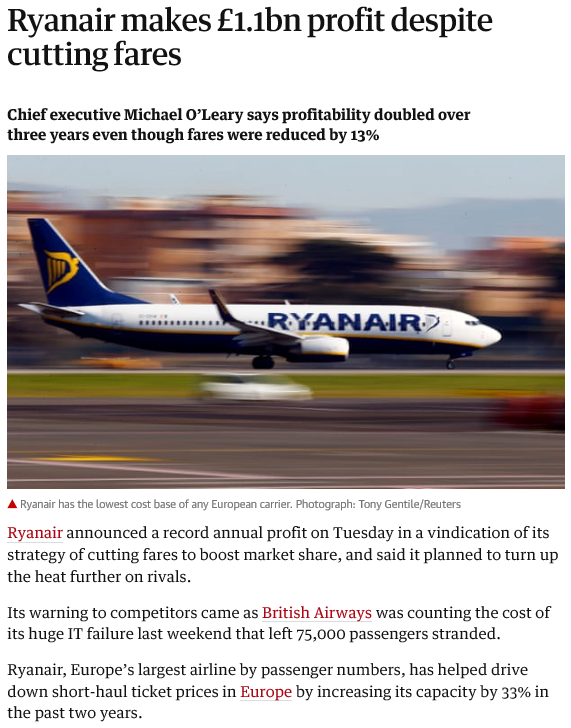 Ryanair makes £1.1bn profit despite
cutting fares
Chief executive Michael O’Leary says profitability doubled over
three years even though fares were reduced by 13%
RYANAIR
Ryanair has the lowest cost base of any European carrier. Photograph: Tony Gentile/Reuters
Ryanair announced a record annual profit on Tuesday in a vindication of its
strategy of cutting fares to boost market share, and said it planned to turn up
the heat further on rivals.
Its warning to competitors came as British Airways was counting the cost of
its huge IT failure last weekend that left 75,000 passengers stranded.
Ryanair, Europe’s largest airline by passenger numbers, has helped drive
down short-haul ticket prices in Europe by increasing its capacity by 33% in
the past two years.